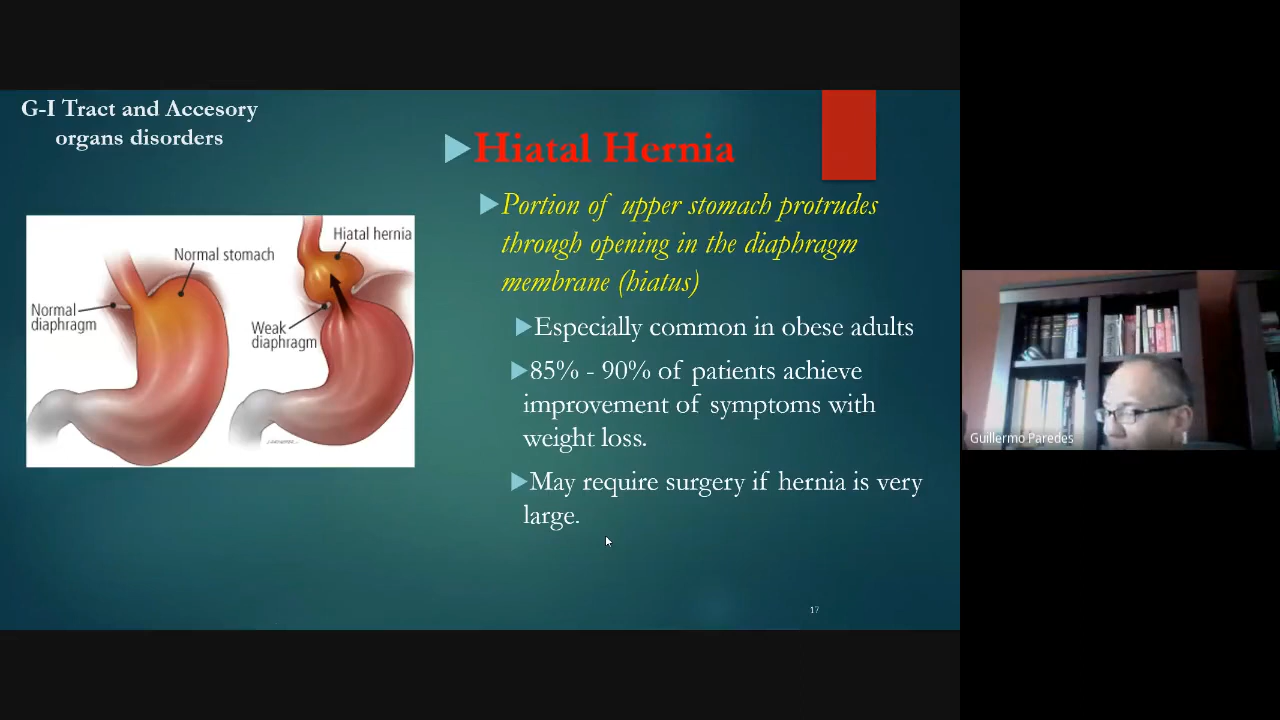 G-I Tract and Accesory
organs disorders
Hiatal Hernia
Portion of upper stomach protrudes
through opening in the diaphragm
membrane (hiatus)
Especially common in obese adults
85% - 90% of patients achieve
improvement of symptoms with
weight loss.
May require surgery if hernia is very
large.
Normal stomach
Normal
diaphragm
Hiatal hernia
Weak
diaphragm
17
Guillermo Paredes